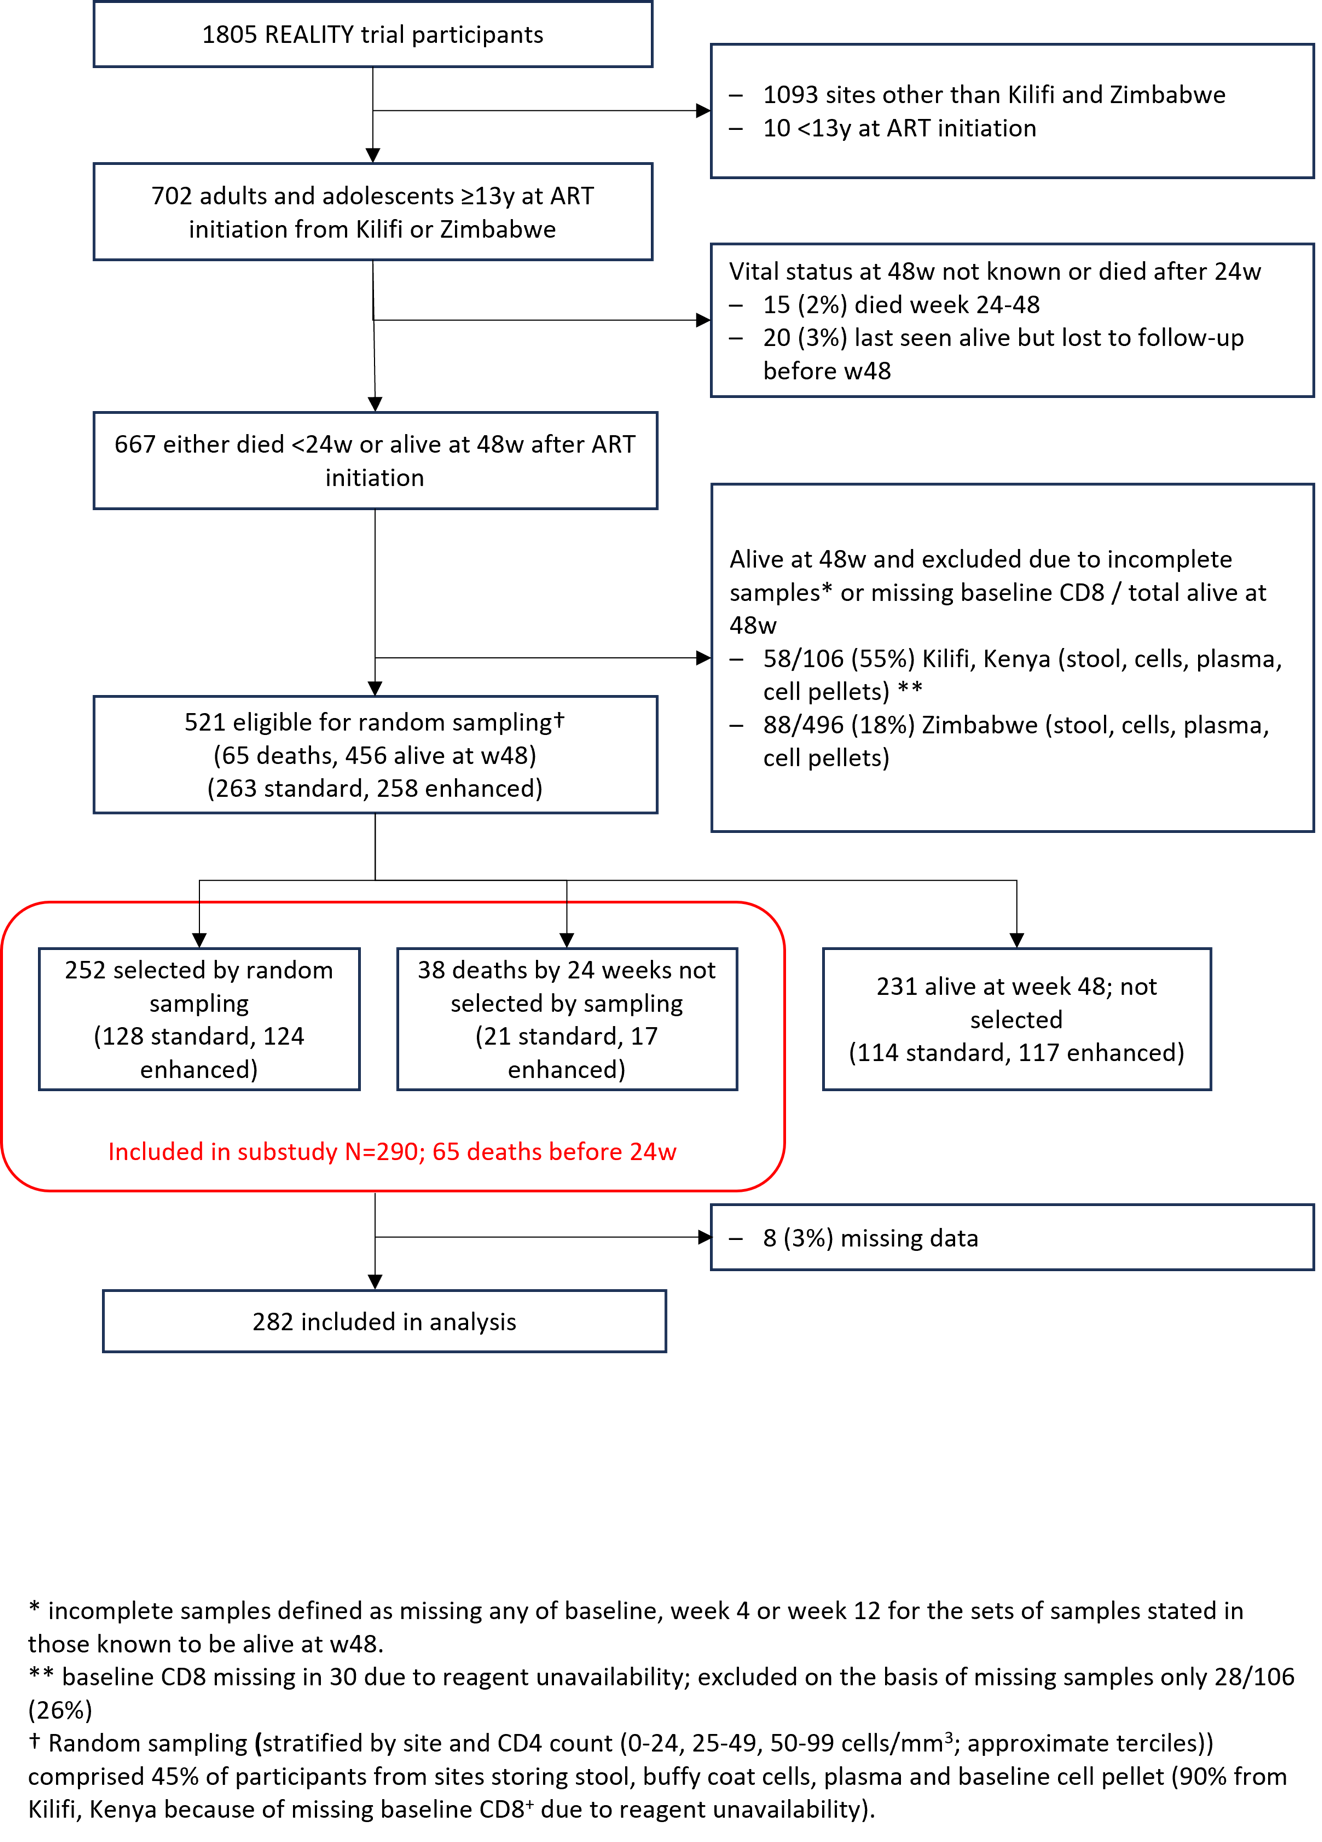 1805 REALITY trial participants
– 1093 sites other than Kilifi and Zimbabwe
– 10 <13y at ART initiation
702 adults and adolescents ≥13y at ART
initiation from Kilifi or Zimbabwe
Vital status at 48w not known or died after 24w
– 15 (2%) died week 24-48
– 20 (3%) last seen alive but lost to follow-up
before w48
667 either died <24w or alive at 48w after ART
initiation
Alive at 48w and excluded due to incomplete
samples* or missing baseline CD8 / total alive at
48w
– 58/106 (55%) Kilifi, Kenya (stool, cells, plasma,
cell pellets) **
– 88/496 (18%) Zimbabwe (stool, cells, plasma,
cell pellets)
521 eligible for random sampling†
(65 deaths, 456 alive at w48)
(263 standard, 258 enhanced)
252 selected by random
sampling
(128 standard, 124
enhanced)
38 deaths by 24 weeks not
selected by sampling
(21 standard, 17
enhanced)
231 alive at week 48; not
selected
(114 standard, 117 enhanced)
Included in substudy N=290; 65 deaths before 24w
– 8 (3%) missing data
282 included in analysis
* incomplete samples defined as missing any of baseline, week 4 or week 12 for the sets of samples stated in
those known to be alive at w48.
** baseline CD8 missing in 30 due to reagent unavailability; excluded on the basis of missing samples only 28/106
(26%)
† Random sampling (stratified by site and CD4 count (0-24, 25-49, 50-99 cells/mm³; approximate terciles))
comprised 45% of participants from sites storing stool, buffy coat cells, plasma and baseline cell pellet (90% from
Kilifi, Kenya because of missing baseline CD8⁺ due to reagent unavailability).